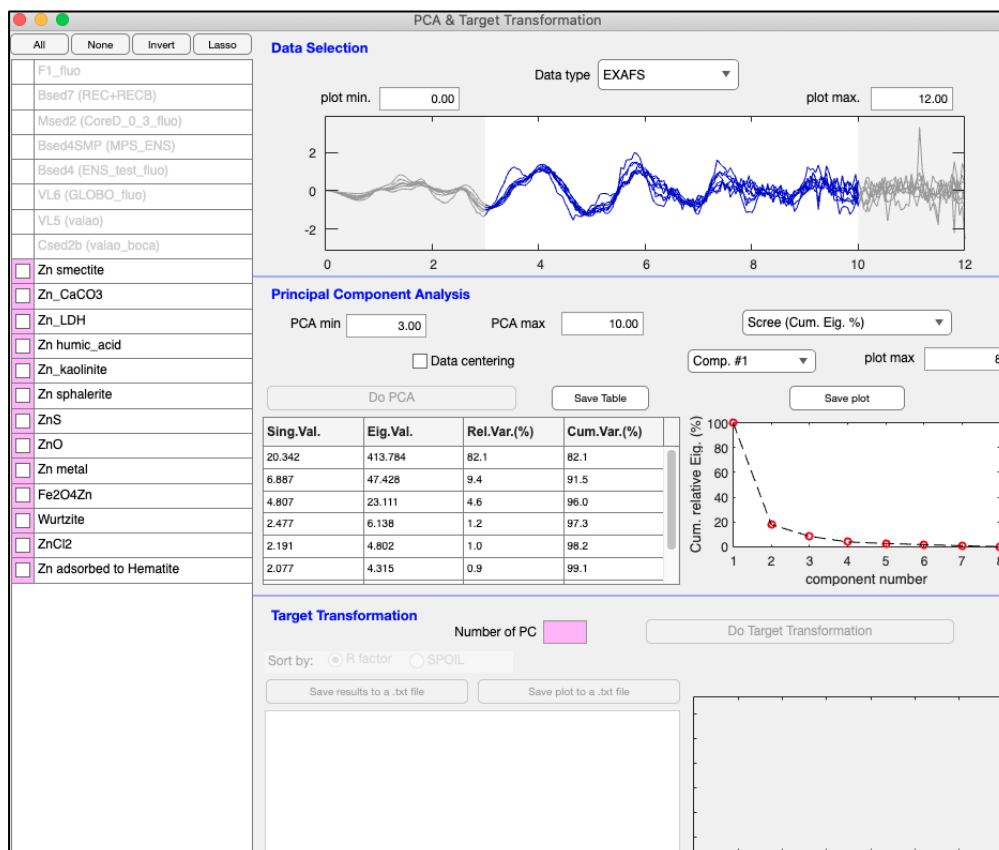 PCA & Target Transformation
All None Invert Lasso
F1_fluo
Bsed7 (REC+RECB)
Msed2 (CoreD_0_3_fluo)
Bsed4SMP (MPS_ENS)
Bsed4 (ENS_test_fluo)
VL6 (GLOBO_fluo)
VL5 (valao)
Csed2b (valao_boca)
Zn smectite
Zn_CaCO3
Zn_LDH
Zn humic_acid
Zn_kaolinite
Zn sphalerite
ZnS
ZnO
Zn metal
Fe2O4Zn
Wurtzite
ZnCl2
Zn adsorbed to Hematite
Data Selection
Data type EXAFS
plot min. 0.00 plot max. 12.00
2
0
-2
0 2 4 6 8 10 12
Principal Component Analysis
PCA min 3.00 PCA max 10.00 Scree (Cum. Eig. %)
Data centering Comp. #1 plot max 8
Do PCA Save Table Save plot
Sing.Val. Eig.Val. Rel.Var.(%) Cum.Var.(%)
20.342 413.784 82.1 82.1
6.887 47.428 9.4 91.5
4.807 23.111 4.6 96.0
2.477 6.138 1.2 97.3
2.191 4.802 1.0 98.2
2.077 4.315 0.9 99.1
Cum. relative Eig. (%)
100
80
60
40
20
0
1 2 3 4 5 6 7 8
component number
Target Transformation
Number of PC Do Target Transformation
Sort by: R factor SPOIL
Save results to a .txt file Save plot to a .txt file